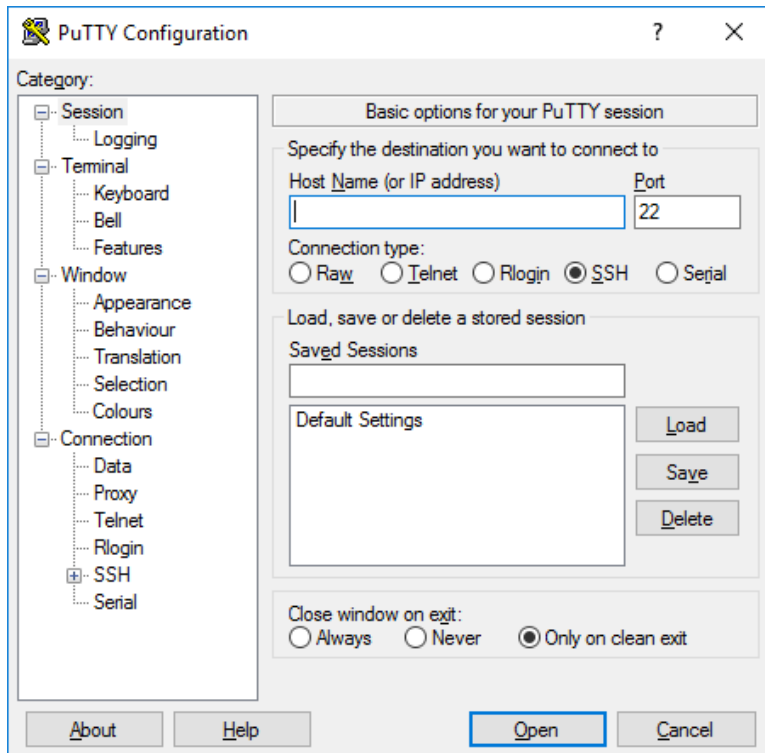 PuTTY Configuration
?
Category:
Session
Logging
Terminal
Keyboard
Bell
Features
Window
Appearance
Behaviour
Translation
Selection
Colours
Connection
Data
Proxy
Telnet
Rlogin
SSH
Serial
Basic options for your PuTTY session
Specify the destination you want to connect to
Host Name (or IP address) Port
22
Connection type:
Raw Telnet Rlogin SSH Serial
Load, save or delete a stored session
Saved Sessions
Default Settings
Load
Save
Delete
Close window on exit:
Always Never Only on clean exit
About Help Open Cancel